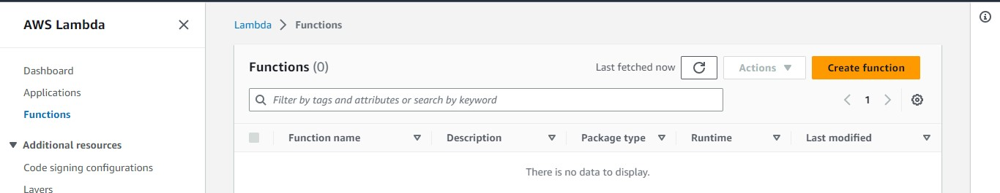 AWS Lambda
Dashboard
Applications
Functions
Additional resources
Code signing configurations
Layers
Lambda Functions
Functions (0)
Last fetched now
Actions
Create function
Filter by tags and attributes or search by keyword
1
Function name Description Package type Runtime Last modified
There is no data to display.